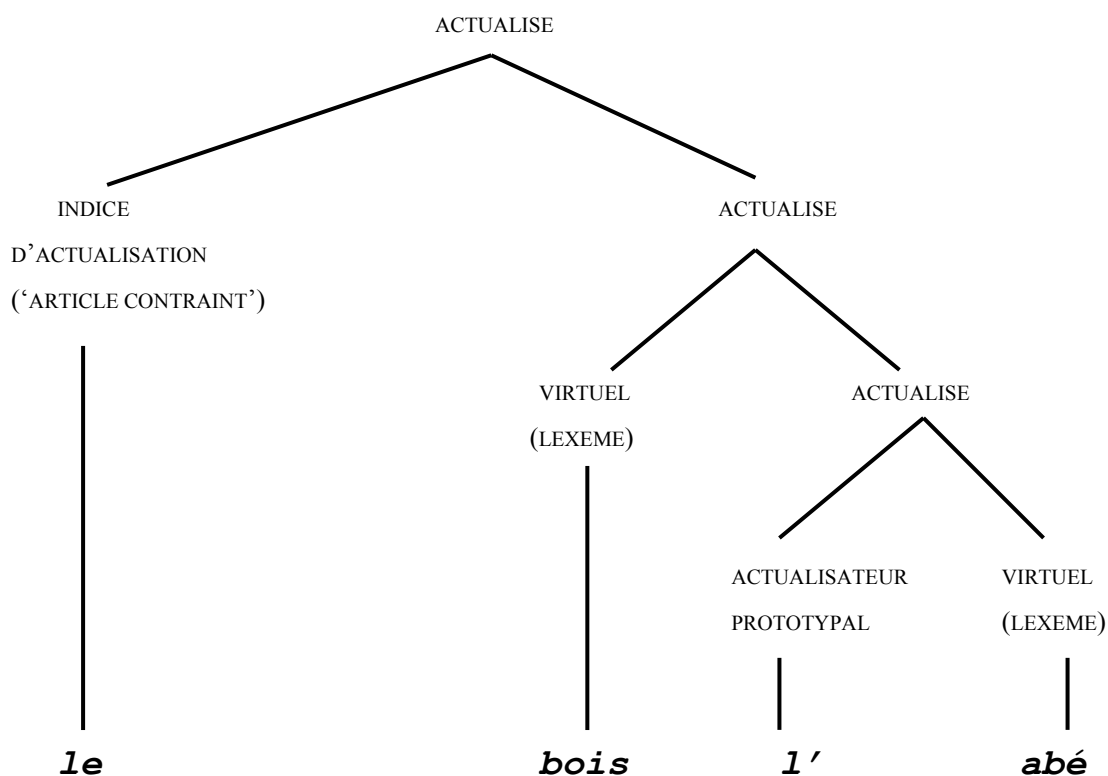 ACTUALISE
INDICE
D’ACTUALISATION
(‘ARTICLE CONTRAINT’)
ACTUALISE
VIRTUEL
(LEXEME)
ACTUALISE
ACTUALISATEUR
PROTOTYPAL
VIRTUEL
(LEXEME)
le bois l’ abé